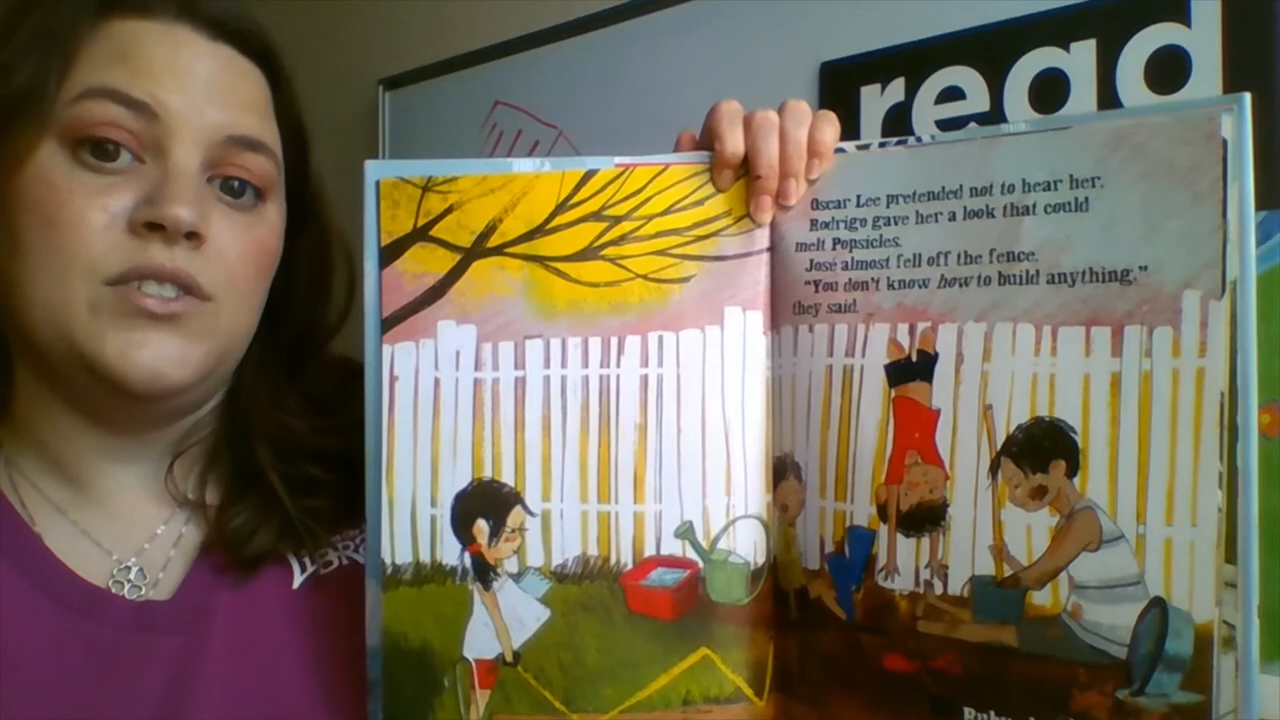 read
Oscar Lee pretended not to hear her.
Rodrigo gave her a look that could
melt Popsicles.
José almost fell off the fence.
"You don't know how to build anything,"
they said.